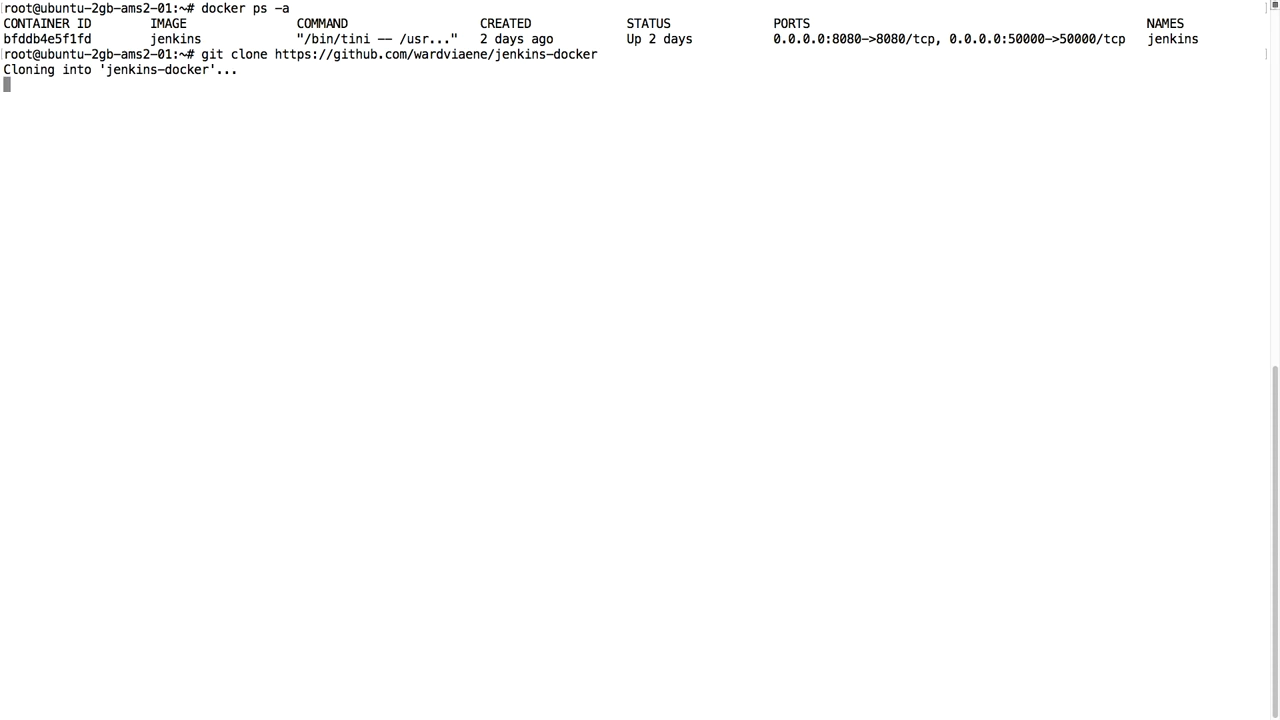 root@ubuntu-2gb-ams2-01:~# docker ps -a
CONTAINER ID IMAGE COMMAND CREATED STATUS PORTS NAMES
bfddb4e5f1fd jenkins "/bin/tini -- /usr..." 2 days ago Up 2 days 0.0.0.0:8080->8080/tcp, 0.0.0.0:50000->50000/tcp jenkins
root@ubuntu-2gb-ams2-01:~# git clone https://github.com/wardviaene/jenkins-docker
Cloning into 'jenkins-docker'...